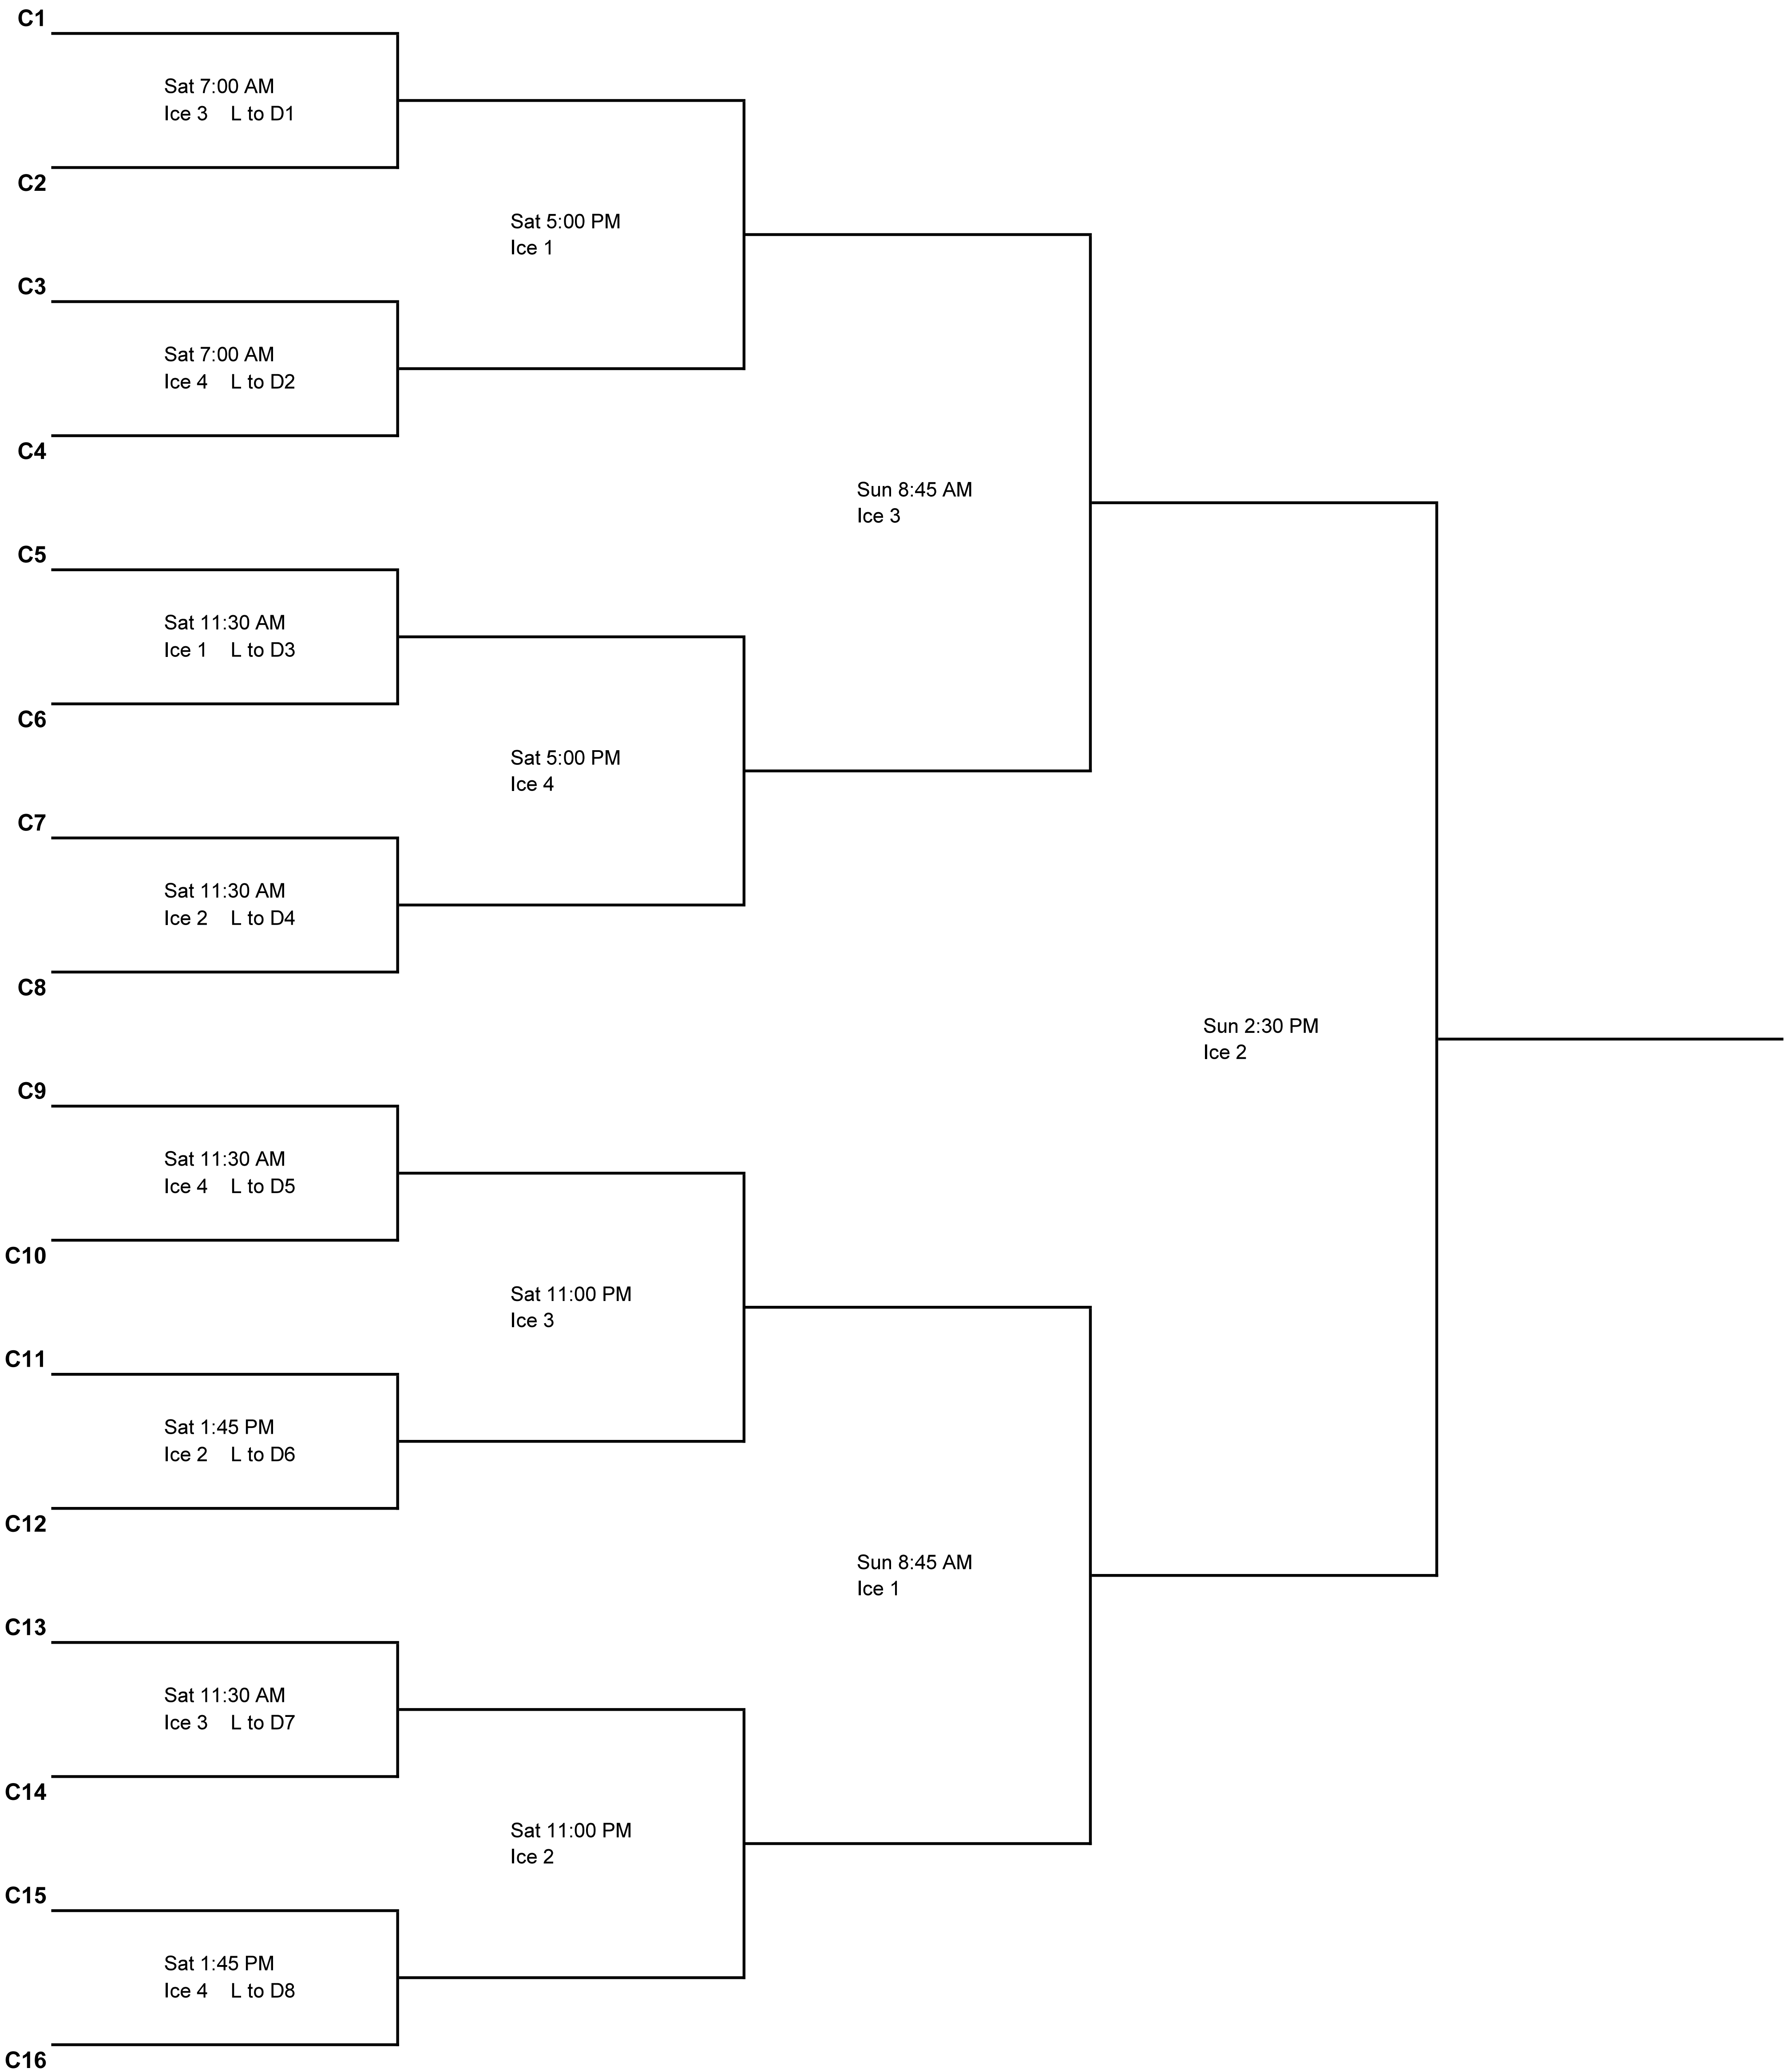 C1
Sat 7:00 AM
Ice 3 L to D1
C2
Sat 5:00 PM
Ice 1
C3
Sat 7:00 AM
Ice 4 L to D2
C4
Sun 8:45 AM
Ice 3
C5
Sat 11:30 AM
Ice 1 L to D3
C6
Sat 5:00 PM
Ice 4
C7
Sat 11:30 AM
Ice 2 L to D4
C8
Sun 2:30 PM
Ice 2
C9
Sat 11:30 AM
Ice 4 L to D5
C10
Sat 11:00 PM
Ice 3
C11
Sat 1:45 PM
Ice 2 L to D6
C12
Sun 8:45 AM
Ice 1
C13
Sat 11:30 AM
Ice 3 L to D7
C14
Sat 11:00 PM
Ice 2
C15
Sat 1:45 PM
Ice 4 L to D8
C16